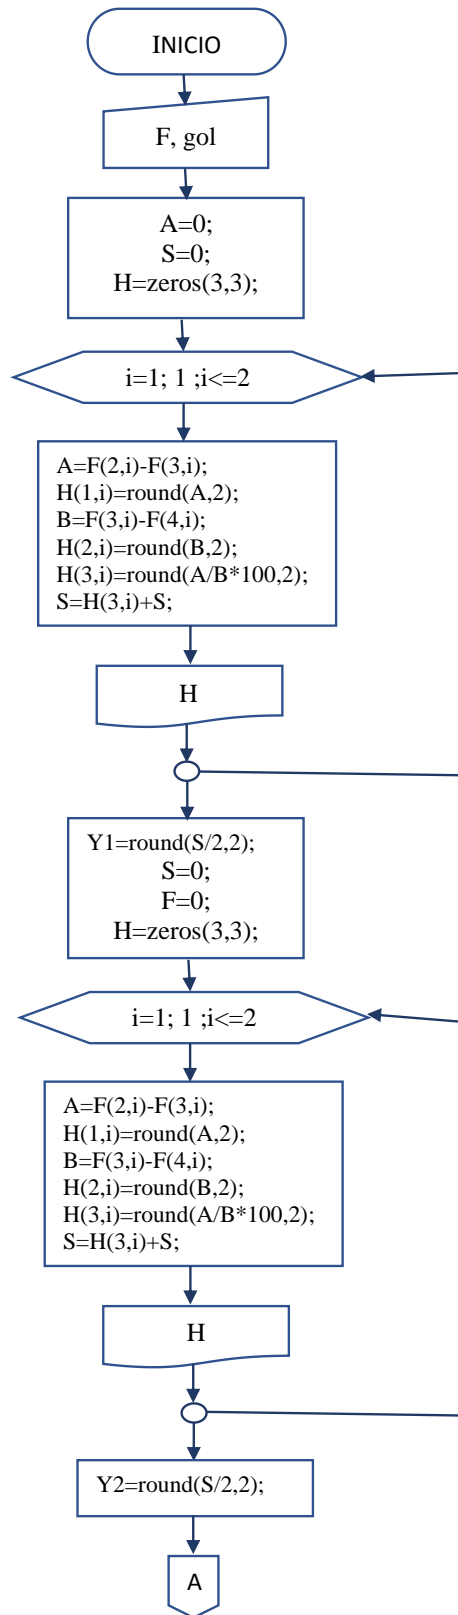 INICIO
F, gol
A=0;
S=0;
H=zeros(3,3);
i=1; 1 ;i<=2
A=F(2,i)-F(3,i);
H(1,i)=round(A,2);
B=F(3,i)-F(4,i);
H(2,i)=round(B,2);
H(3,i)=round(A/B*100,2);
S=H(3,i)+S;
H
Y1=round(S/2,2);
S=0;
F=0;
H=zeros(3,3);
i=1; 1 ;i<=2
A=F(2,i)-F(3,i);
H(1,i)=round(A,2);
B=F(3,i)-F(4,i);
H(2,i)=round(B,2);
H(3,i)=round(A/B*100,2);
S=H(3,i)+S;
H
Y2=round(S/2,2);
A